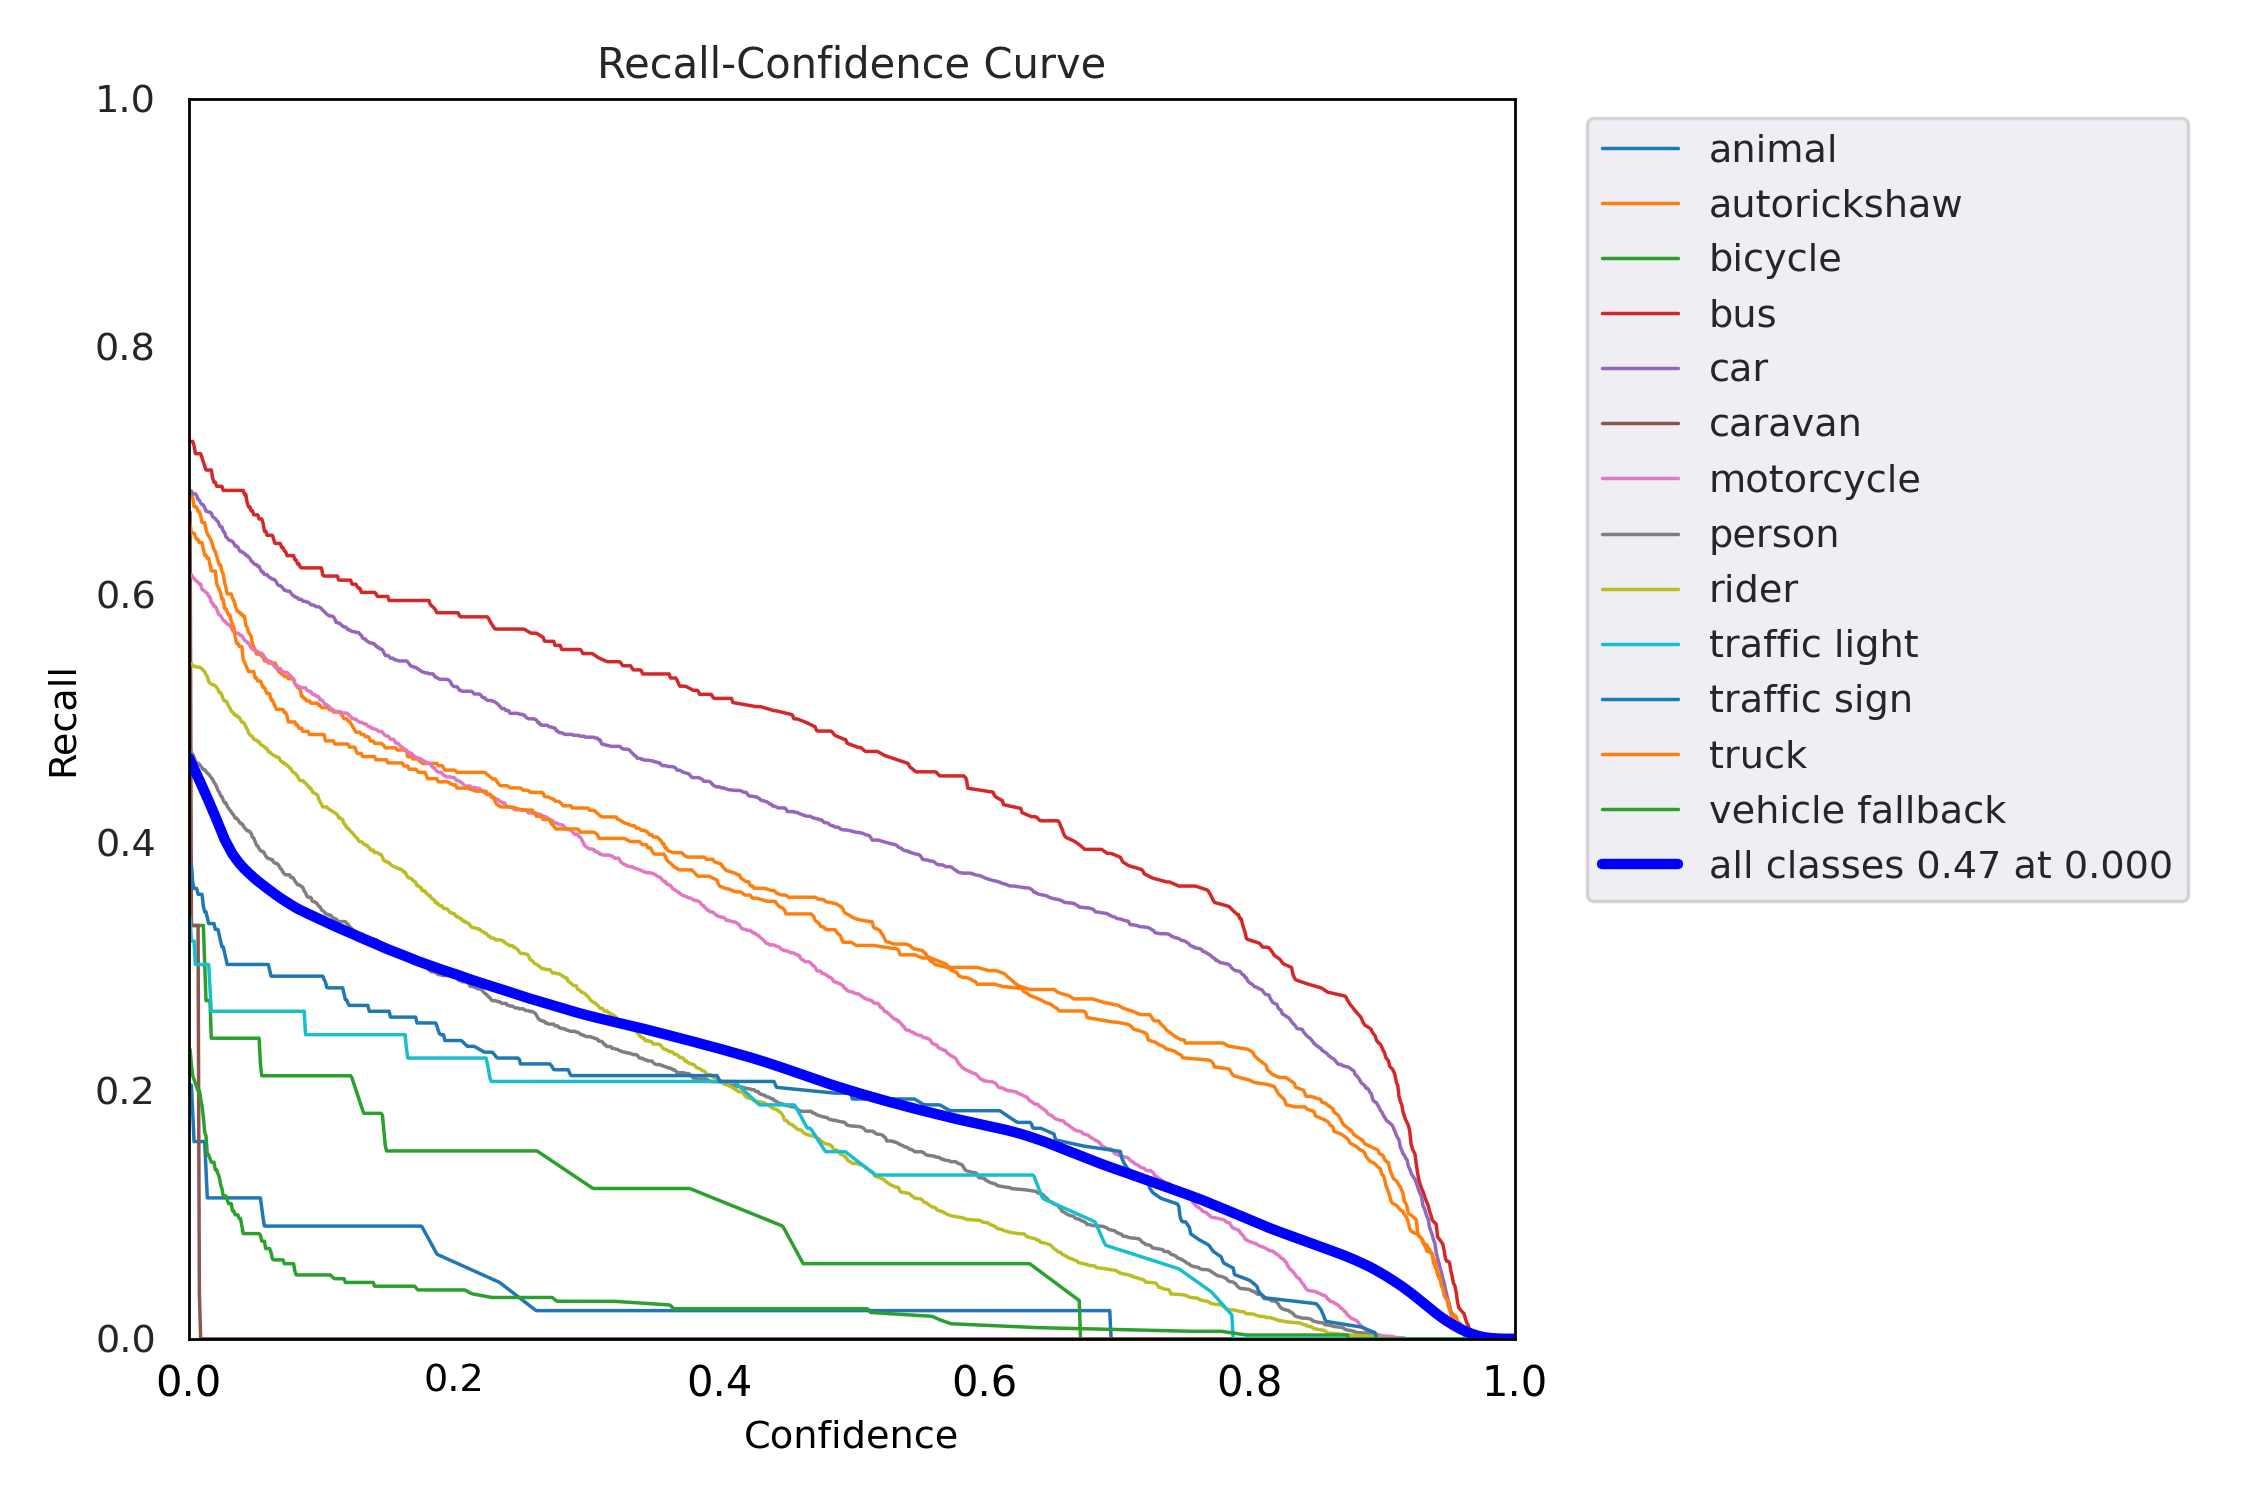 Recall-Confidence Curve
1.0
0.8
0.6
0.4
0.2
0.0
Recall
0.0 0.2 0.4 0.6 0.8 1.0
Confidence
animal
autorickshaw
bicycle
bus
car
caravan
motorcycle
person
rider
traffic light
traffic sign
truck
vehicle fallback
all classes 0.47 at 0.000